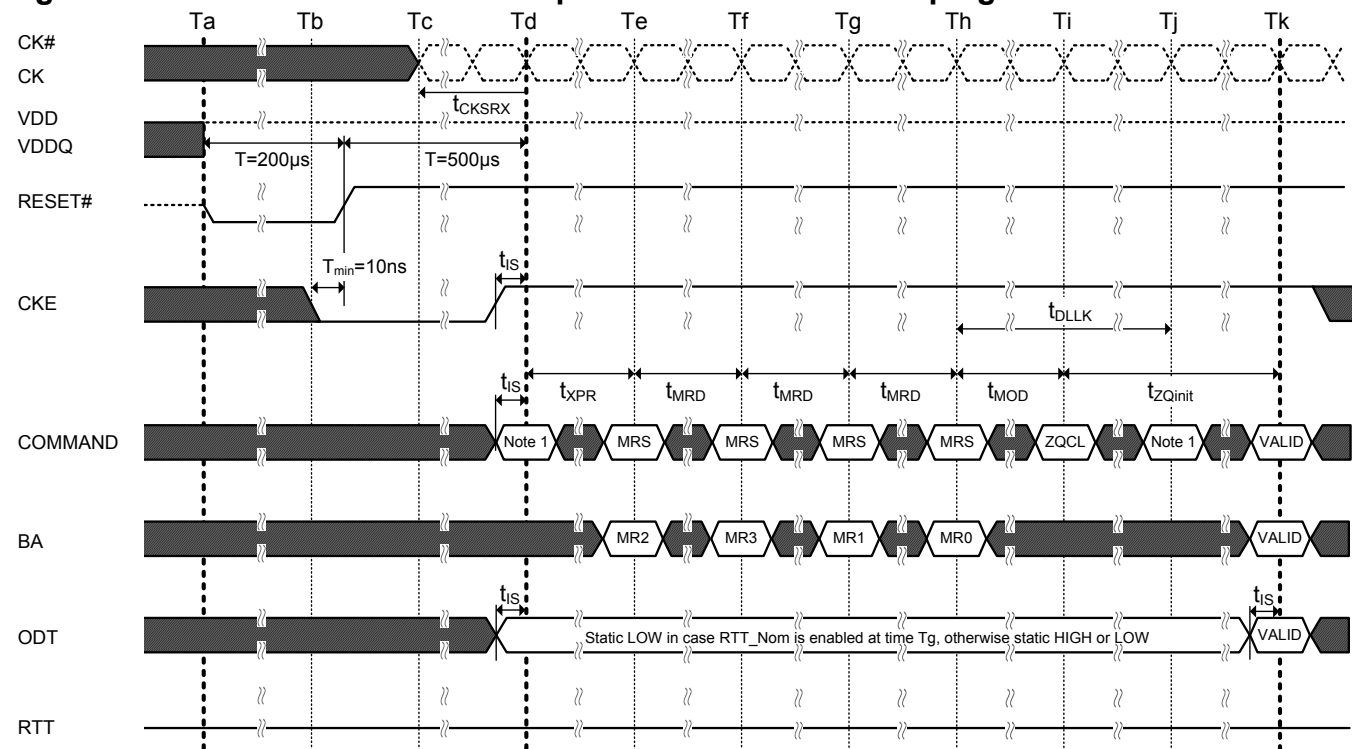 Ta Tb Tc Td Te Tf Tg Th Ti Tj Tk
CK#
CK
tCKSRX
VDD
VDDQ
T=200µs T=500µs
RESET#
Tmin=10ns tIS
CKE
tDLLK
tIS tXPR tMRD tMRD tMRD tMOD tZQinit
COMMAND Note 1 MRS MRS MRS MRS ZQCL Note 1 VALID
BA MR2 MR3 MR1 MR0 VALID
tIS tIS
ODT Static LOW in case RTT_Nom is enabled at time Tg, otherwise static HIGH or LOW VALID
RTT